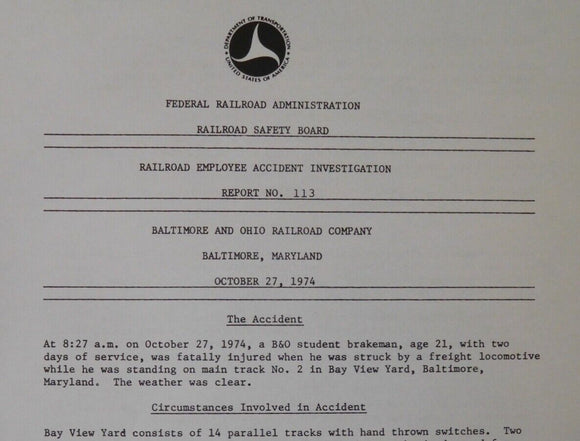 DEPARTMENT OF TRANSPORTATION
UNITED STATES OF AMERICA
FEDERAL RAILROAD ADMINISTRATION
RAILROAD SAFETY BOARD
RAILROAD EMPLOYEE ACCIDENT INVESTIGATION
REPORT NO. 113
BALTIMORE AND OHIO RAILROAD COMPANY
BALTIMORE, MARYLAND
OCTOBER 27, 1974
The Accident
At 8:27 a.m. on October 27, 1974, a B&O student brakeman, age 21, with two
days of service, was fatally injured when he was struck by a freight locomotive
while he was standing on main track No. 2 in Bay View Yard, Baltimore,
Maryland. The weather was clear.
Circumstances Involved in Accident
Bay View Yard consists of 14 parallel tracks with hand thrown switches. Two